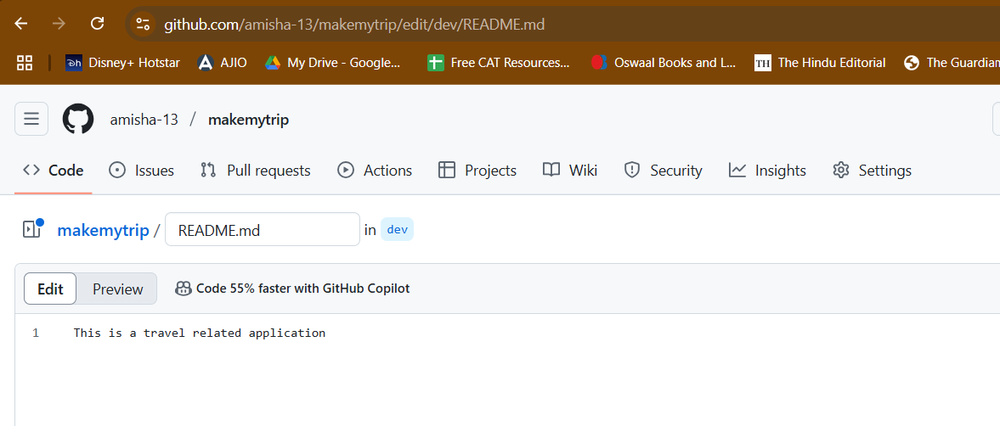 github.com/amisha-13/makemytrip/edit/dev/README.md
Disney+ Hotstar AJIO My Drive - Google... Free CAT Resources... Oswaal Books and L... TH The Hindu Editorial The Guardian
amisha-13 / makemytrip
Code Issues Pull requests Actions Projects Wiki Security Insights Settings
makemytrip / README.md in dev
Edit Preview Code 55% faster with GitHub Copilot
1 This is a travel related application